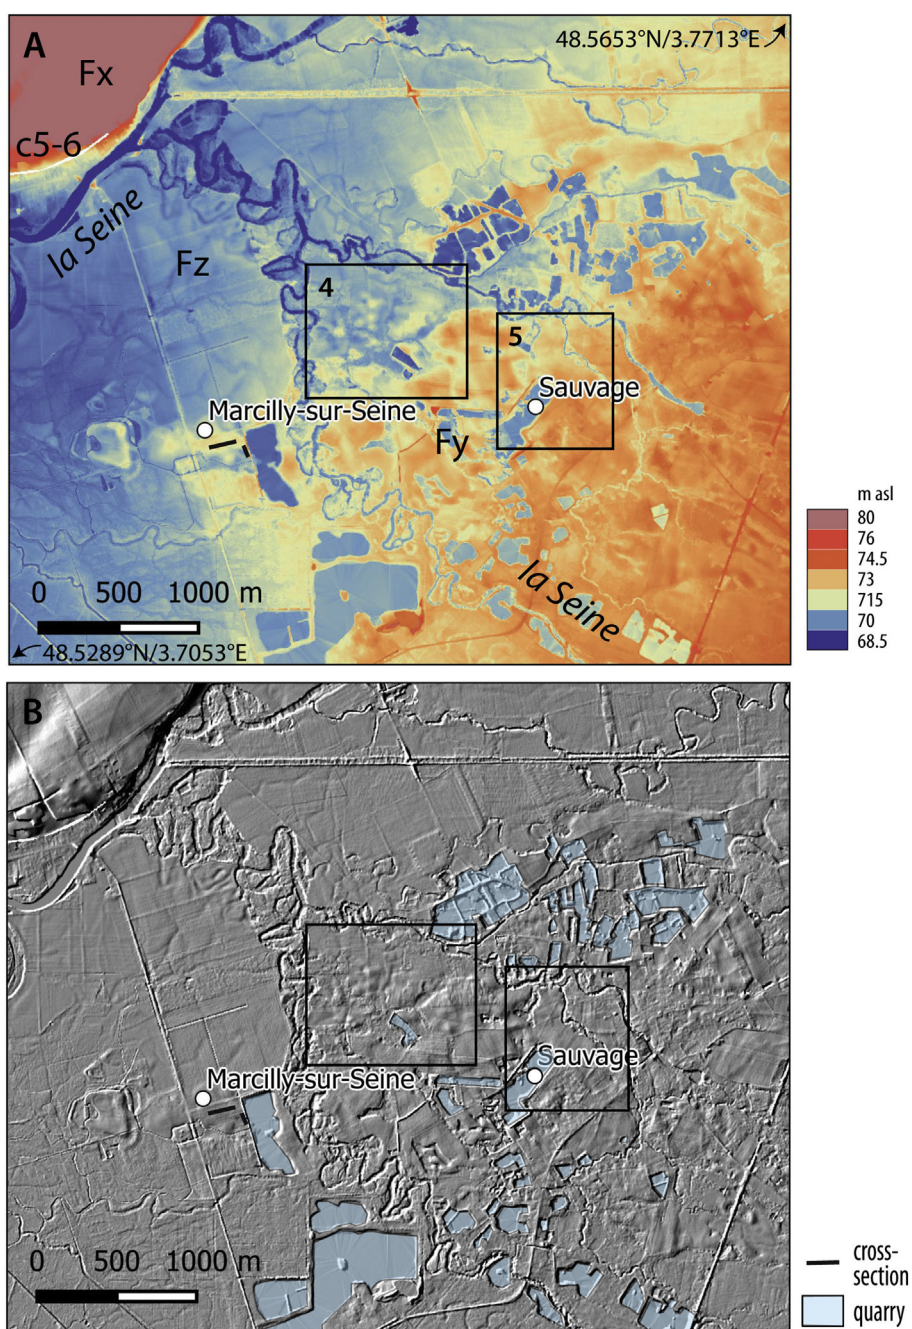 A
48.5653°N/3.7713°E
Fx
c5-6
la Seine
Fz
4
5
Sauvage
Marcilly-sur-Seine
Fy
la Seine
0 500 1000 m
48.5289°N/3.7053°E
m asl
80
76
74.5
73
715
70
68.5
B
Sauvage
Marcilly-sur-Seine
0 500 1000 m
cross-
section
quarry